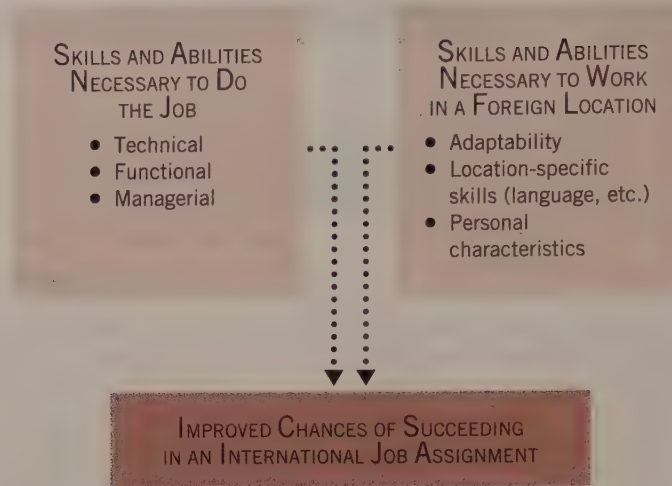 SKILLS AND ABILITIES
NECESSARY TO DO
THE JOB
• Technical
• Functional
• Managerial
SKILLS AND ABILITIES
NECESSARY TO WORK
IN A FOREIGN LOCATION
• Adaptability
• Location-specific
skills (language, etc.)
• Personal
characteristics
IMPROVED CHANCES OF SUCCEEDING
IN AN INTERNATIONAL JOB ASSIGNMENT